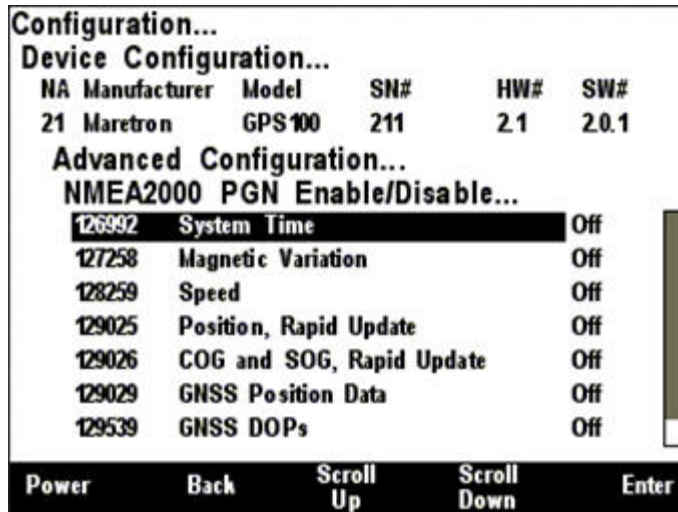 Configuration...
Device Configuration...
NA Manufacturer Model SN# HW# SW#
21 Maretron GPS100 211 2.1 2.0.1
Advanced Configuration...
NMEA2000 PGN Enable/Disable...
126992 System Time Off
127258 Magnetic Variation Off
128259 Speed Off
129025 Position, Rapid Update Off
129026 COG and SOG, Rapid Update Off
129029 GNSS Position Data Off
129539 GNSS DOPs Off
Power Back Scroll Up Scroll Down Enter